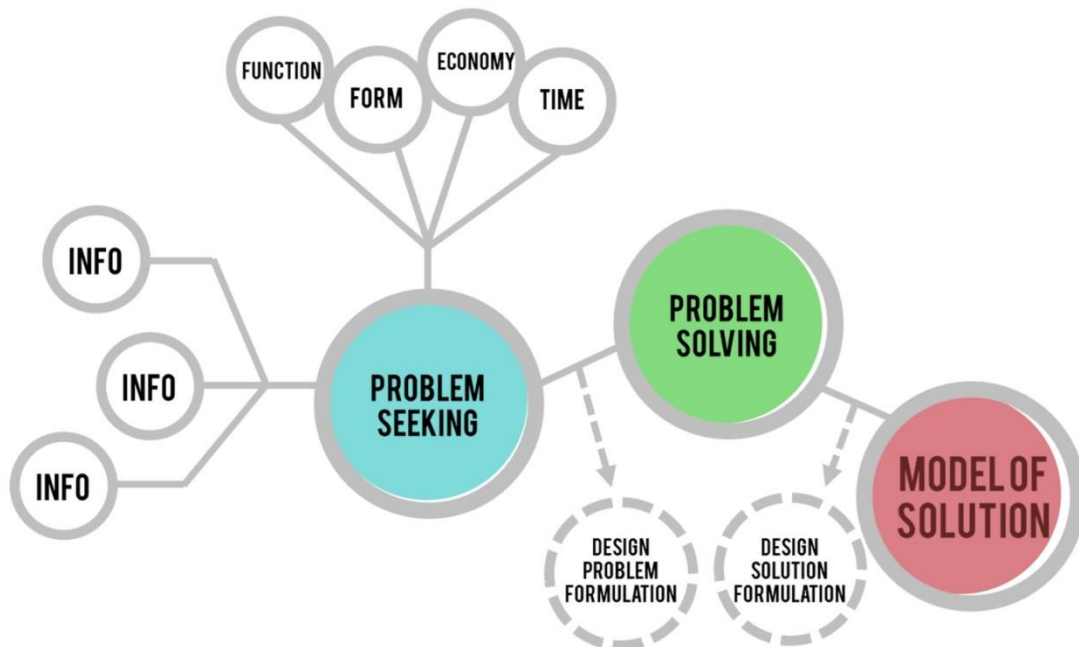 FUNCTION
FORM
ECONOMY
TIME
INFO
INFO
INFO
PROBLEM
SEEKING
PROBLEM
SOLVING
MODEL OF
SOLUTION
DESIGN
PROBLEM
FORMULATION
DESIGN
SOLUTION
FORMULATION